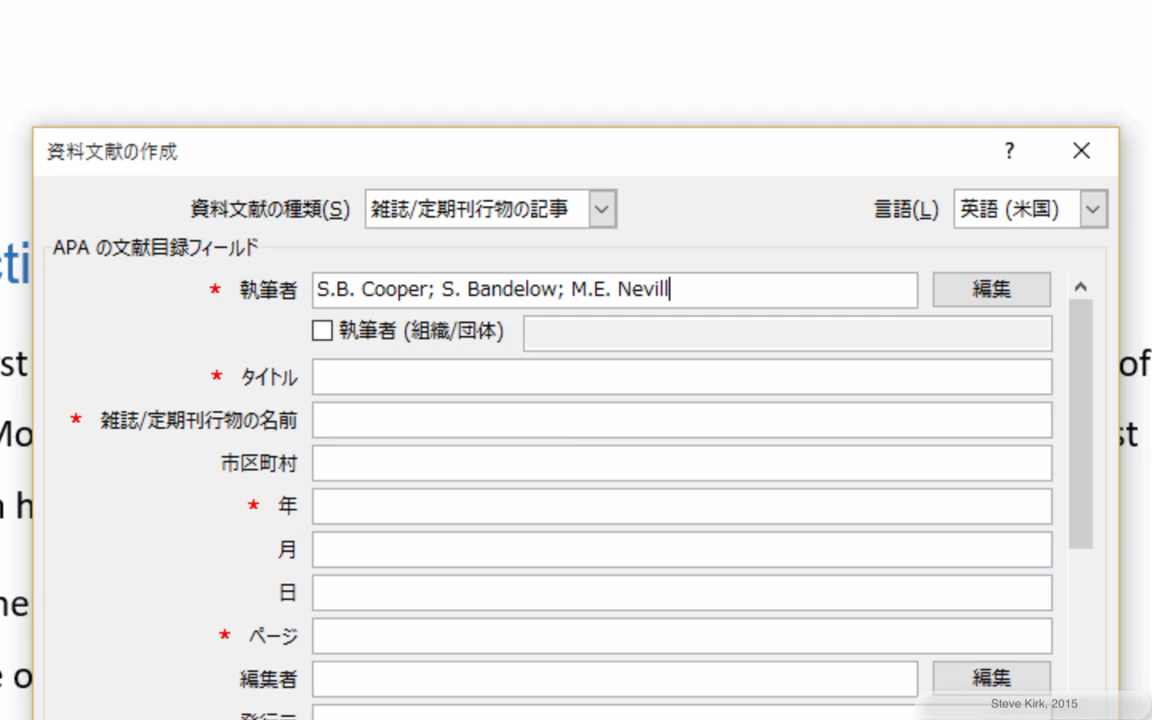 資料文献の作成 ?
資料文献の種類(S) 雑誌/定期刊行物の記事 言語(L) 英語 (米国)
APA の文献目録フィールド
* 執筆者 S.B. Cooper; S. Bandelow; M.E. Nevill 編集
執筆者 (組織/団体)
* タイトル
* 雑誌/定期刊行物の名前
市区町村
* 年
月
日
* ページ
編集者 編集
Steve Kirk, 2015
st
of